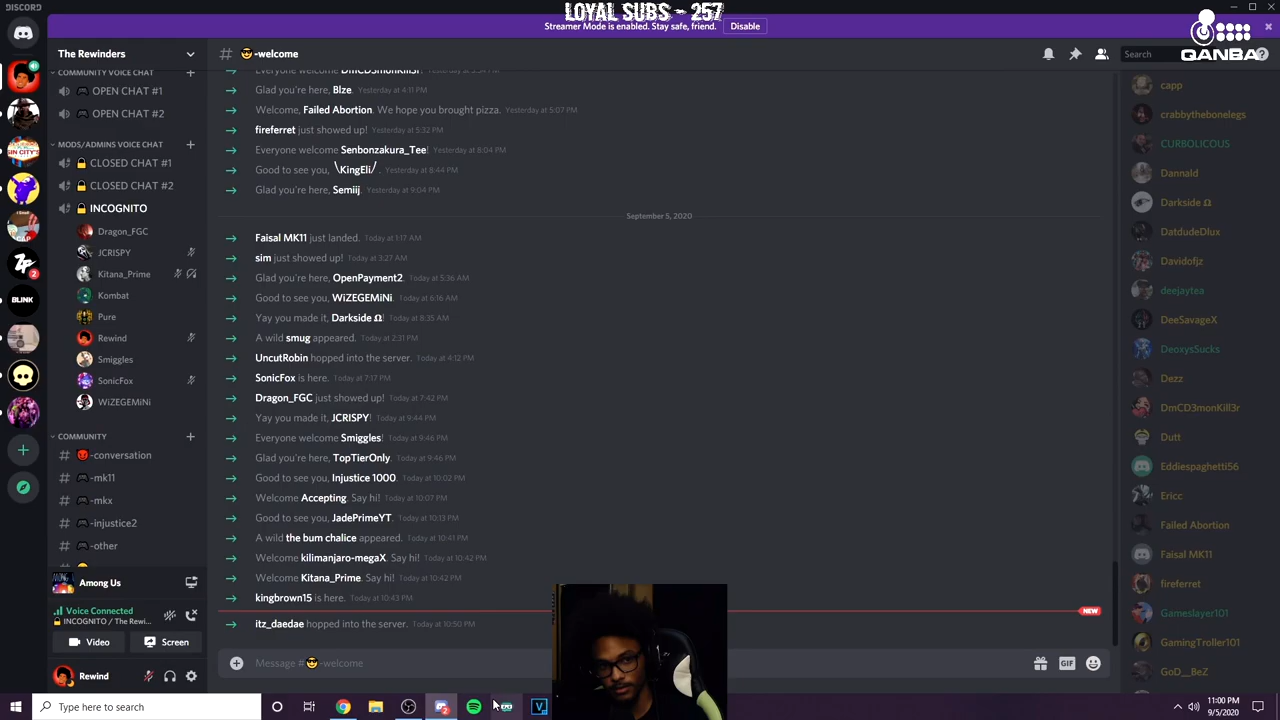 DISCORD
LOYAL SUBS - 257
Streamer Mode is enabled. Stay safe, friend.
Disable
QANBA
The Rewinders
COMMUNITY VOICE CHAT
OPEN CHAT #1
OPEN CHAT #2
MODS/ADMINS VOICE CHAT
CLOSED CHAT #1
CLOSED CHAT #2
INCOGNITO
Dragon_FGC
JCRISPY
Kitana_Prime
Kombat
Pure
Rewind
Smiggles
SonicFox
WiZEGEMiNi
COMMUNITY
-conversation
-mk11
-mkx
-injustice2
-other
2
BLINK
Among Us
Voice Connected
INCOGNITO / The Rewi...
Video
Screen
Rewind
# 😎-welcome
Search
Everyone welcome DmCD3monKill3r! Yesterday at 3:54 PM
Glad you're here, Blze. Yesterday at 4:11 PM
Welcome, Failed Abortion. We hope you brought pizza. Yesterday at 5:07 PM
fireferret just showed up! Yesterday at 5:32 PM
Everyone welcome Senbonzakura_Tee! Yesterday at 8:04 PM
Good to see you, \KingEli/ . Yesterday at 8:44 PM
Glad you're here, Semiij. Yesterday at 9:04 PM
September 5, 2020
Faisal MK11 just landed. Today at 1:17 AM
sim just showed up! Today at 3:27 AM
Glad you're here, OpenPayment2. Today at 5:36 AM
Good to see you, WiZEGEMiNi. Today at 6:16 AM
Yay you made it, Darkside Ω! Today at 8:35 AM
A wild smug appeared. Today at 2:31 PM
UncutRobin hopped into the server. Today at 4:12 PM
SonicFox is here. Today at 7:17 PM
Dragon_FGC just showed up! Today at 7:42 PM
Yay you made it, JCRISPY! Today at 9:44 PM
Everyone welcome Smiggles! Today at 9:46 PM
Glad you're here, TopTierOnly. Today at 9:46 PM
Good to see you, Injustice 1000. Today at 10:02 PM
Welcome Accepting. Say hi! Today at 10:07 PM
Good to see you, JadePrimeYT. Today at 10:13 PM
A wild the bum chalice appeared. Today at 10:41 PM
Welcome kilimanjaro-megaX. Say hi! Today at 10:42 PM
Welcome Kitana_Prime. Say hi! Today at 10:42 PM
kingbrown15 is here. Today at 10:43 PM
NEW
itz_daedae hopped into the server. Today at 10:50 PM
Message #😎-welcome
GIF
capp
crabbythebonelegs
CURBOLICOUS
Dannald
Darkside Ω
DatdudeDlux
Davidofjz
deejaytea
DeeSavageX
DeoxysSucks
Dezz
DmCD3monKill3r
Dutt
Eddiespaghetti56
Ericc
Failed Abortion
Faisal MK11
fireferret
Gameslayer101
GamingTroller101
GoD__BeZ
Type here to search
11:00 PM
9/5/2020